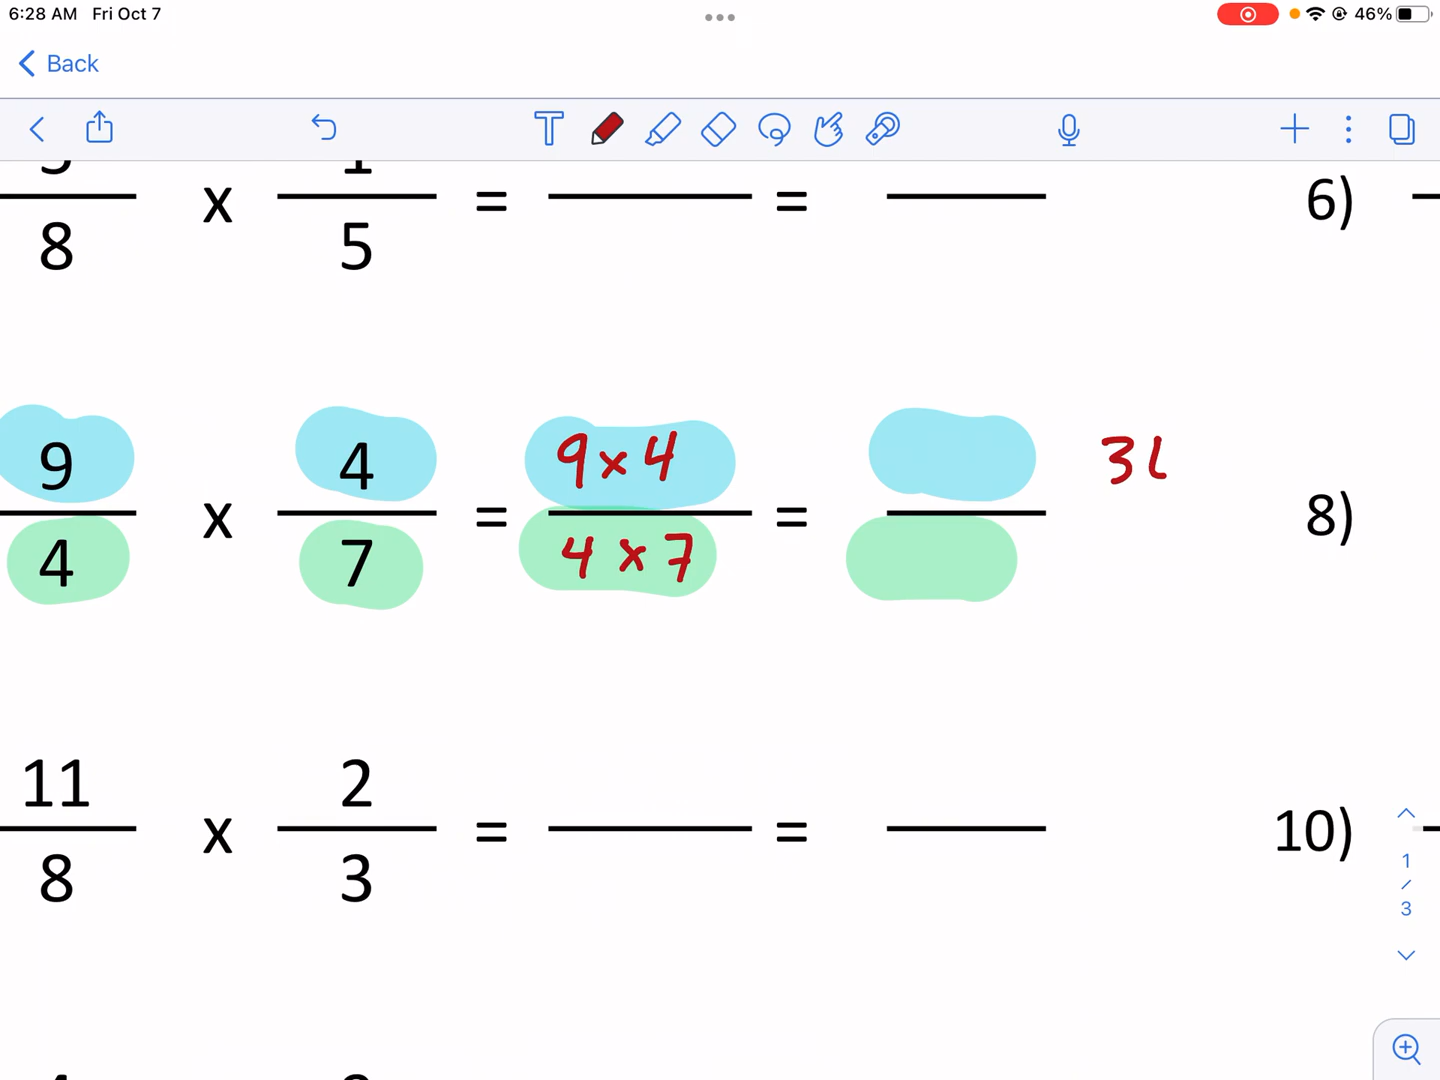 6:28 AM Fri Oct 7 46%
Back
8 x 5 = = 6)
9 x 4 = 9 x 4 = 3
4 7 4 x 7 8)
11 x 2 = = 10)
8 3
1 / 3